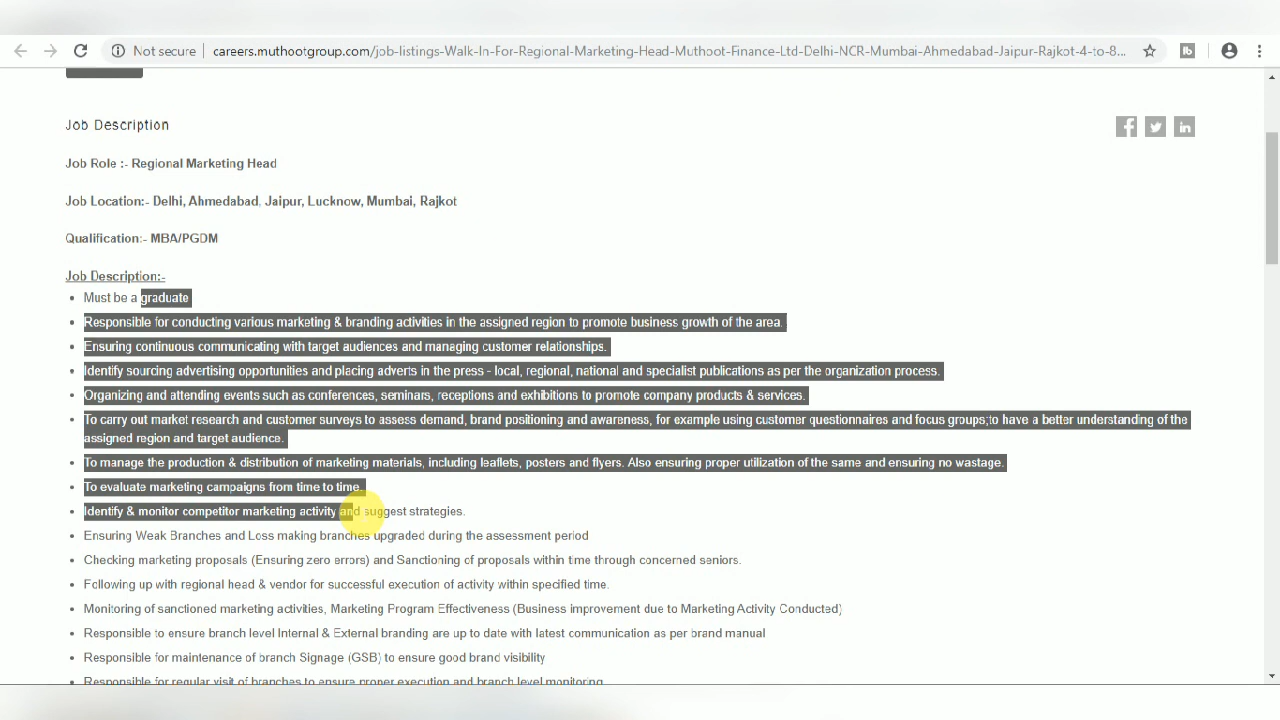 Not secure
careers.muthootgroup.com/job-listings-Walk-In-For-Regional-Marketing-Head-Muthoot-Finance-Ltd-Delhi-NCR-Mumbai-Ahmedabad-Jaipur-Rajkot-4-to-8...
Job Description
Job Role :- Regional Marketing Head
Job Location:- Delhi, Ahmedabad, Jaipur, Lucknow, Mumbai, Rajkot
Qualification:- MBA/PGDM
Job Description:-
• Must be a graduate
• Responsible for conducting various marketing & branding activities in the assigned region to promote business growth of the area.
• Ensuring continuous communicating with target audiences and managing customer relationships.
• Identify sourcing advertising opportunities and placing adverts in the press - local, regional, national and specialist publications as per the organization process.
• Organizing and attending events such as conferences, seminars, receptions and exhibitions to promote company products & services.
• To carry out market research and customer surveys to assess demand, brand positioning and awareness, for example using customer questionnaires and focus groups;to have a better understanding of the
assigned region and target audience.
• To manage the production & distribution of marketing materials, including leaflets, posters and flyers. Also ensuring proper utilization of the same and ensuring no wastage.
• To evaluate marketing campaigns from time to time.
• Identify & monitor competitor marketing activity and suggest strategies.
• Ensuring Weak Branches and Loss making branches upgraded during the assessment period
• Checking marketing proposals (Ensuring zero errors) and Sanctioning of proposals within time through concerned seniors.
• Following up with regional head & vendor for successful execution of activity within specified time.
• Monitoring of sanctioned marketing activities, Marketing Program Effectiveness (Business improvement due to Marketing Activity Conducted)
• Responsible to ensure branch level Internal & External branding are up to date with latest communication as per brand manual
• Responsible for maintenance of branch Signage (GSB) to ensure good brand visibility
• Responsible for regular visit of branches to ensure proper execution and branch level monitoring